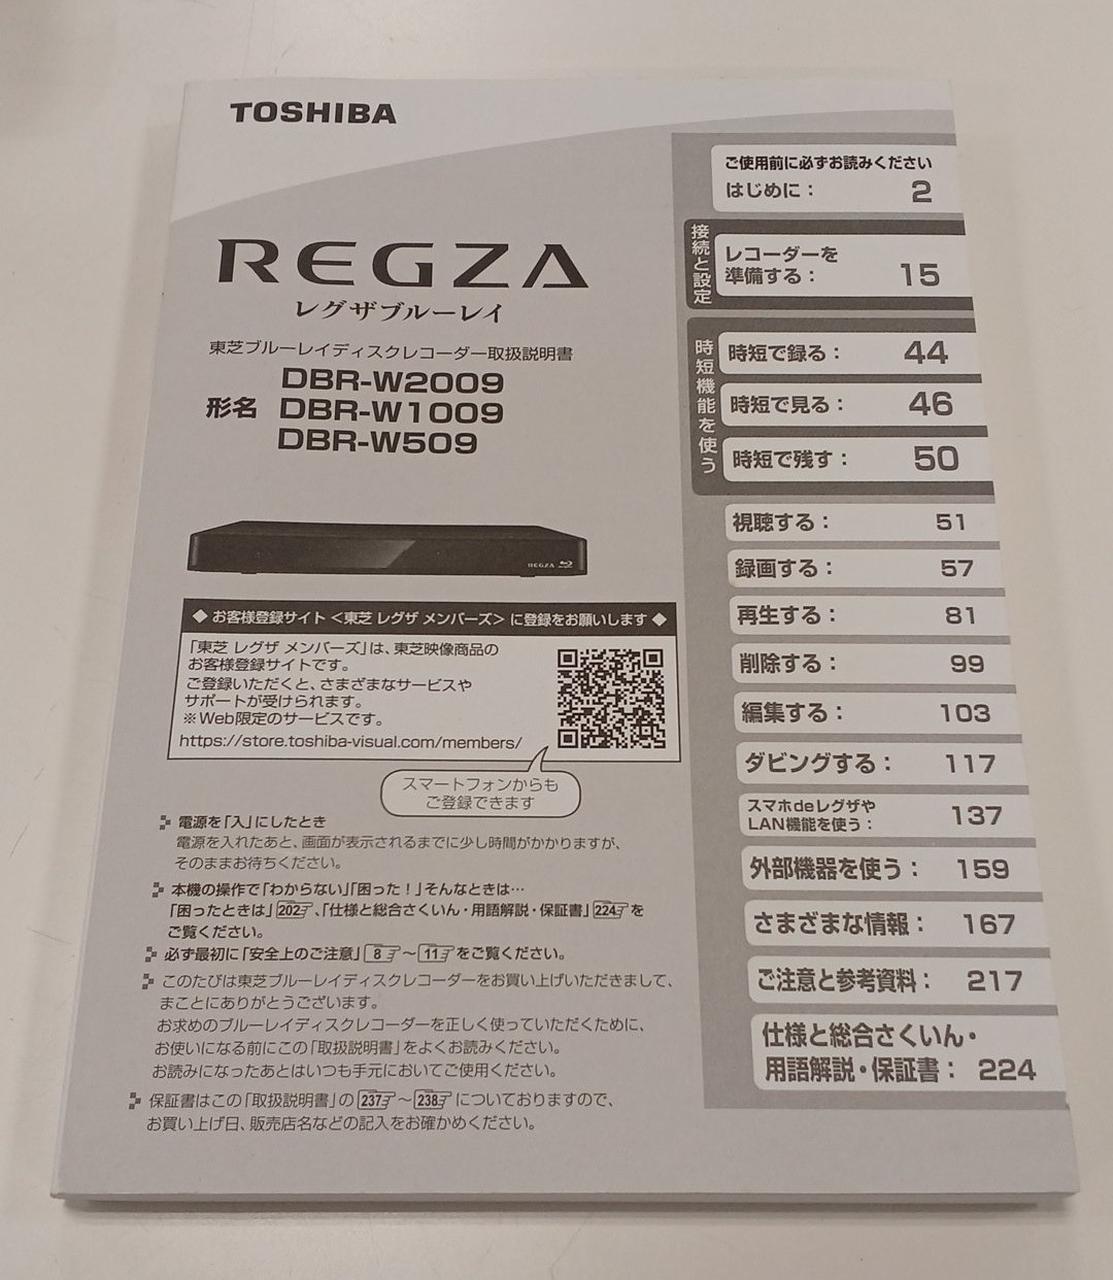 TOSHIBA
REGZA
レグザブルーレイ
東芝ブルーレイディスクレコーダー取扱説明書
形名
DBR-W2009
DBR-W1009
DBR-W509
REGZA
◆ お客様登録サイト <東芝 レグザ メンバーズ> に登録をお願いします ◆
「東芝 レグザ メンバーズ」は、東芝映像商品の
お客様登録サイトです。
ご登録いただくと、さまざまなサービスや
サポートが受けられます。
※Web限定のサービスです。
https://store.toshiba-visual.com/members/
スマートフォンからも
ご登録できます
電源を「入」にしたとき
電源を入れたあと、画面が表示されるまでに少し時間がかかりますが、
そのままお待ちください。
本機の操作で「わからない」「困った!」そんなときは…
「困ったときは」202、「仕様と総合さくいん・用語解説・保証書」224を
ご覧ください。
必ず最初に「安全上のご注意」8〜11をご覧ください。
このたびは東芝ブルーレイディスクレコーダーをお買い上げいただきまして、
まことにありがとうございます。
お求めのブルーレイディスクレコーダーを正しく使っていただくために、
お使いになる前にこの「取扱説明書」をよくお読みください。
お読みになったあとはいつも手元においてご使用ください。
保証書はこの「取扱説明書」の237〜238についておりますので、
お買い上げ日、販売店名などの記入をお確かめください。
ご使用前に必ずお読みください
はじめに： 2
接続と設定
レコーダーを
準備する： 15
時短機能を使う
時短で録る： 44
時短で見る： 46
時短で残す： 50
視聴する： 51
録画する： 57
再生する： 81
削除する： 99
編集する： 103
ダビングする： 117
スマホdeレグザや
LAN機能を使う： 137
外部機器を使う： 159
さまざまな情報： 167
ご注意と参考資料： 217
仕様と総合さくいん・
用語解説・保証書： 224